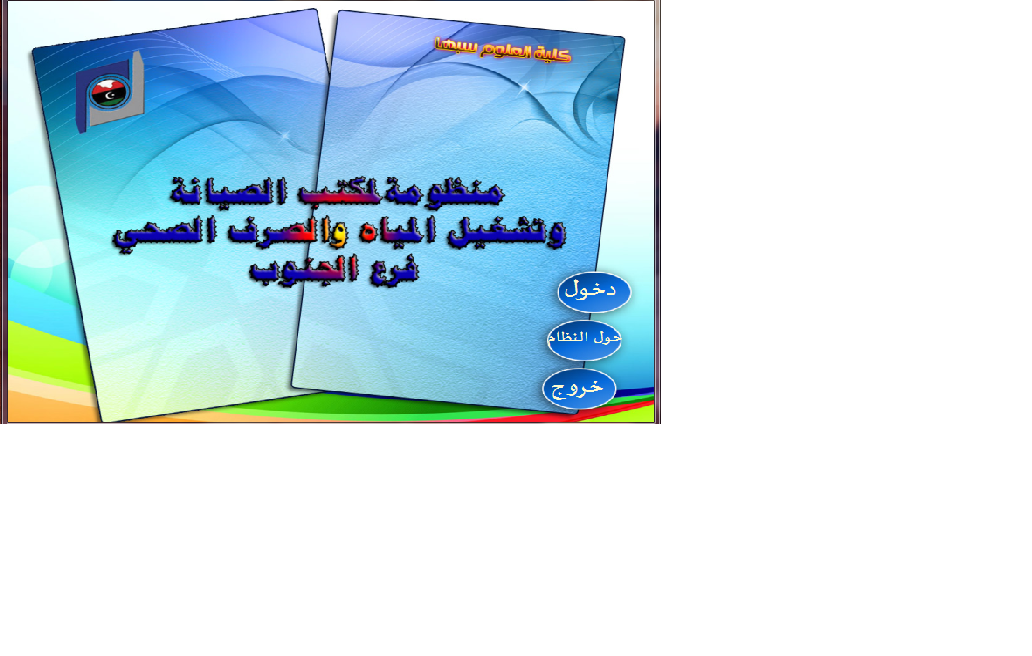 كلية العلوم سبها
منظومة لمكتب الصيانة
وتشغيل المياه والصرف الصحي
فرع الجنوب
دخول
حول النظام
خروج